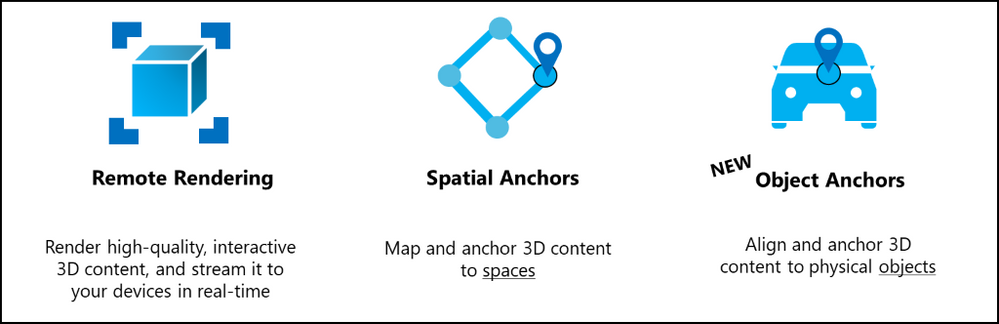 Remote Rendering
Render high-quality, interactive
3D content, and stream it to
your devices in real-time
Spatial Anchors
Map and anchor 3D content
to spaces
NEW
Object Anchors
Align and anchor 3D
content to physical objects